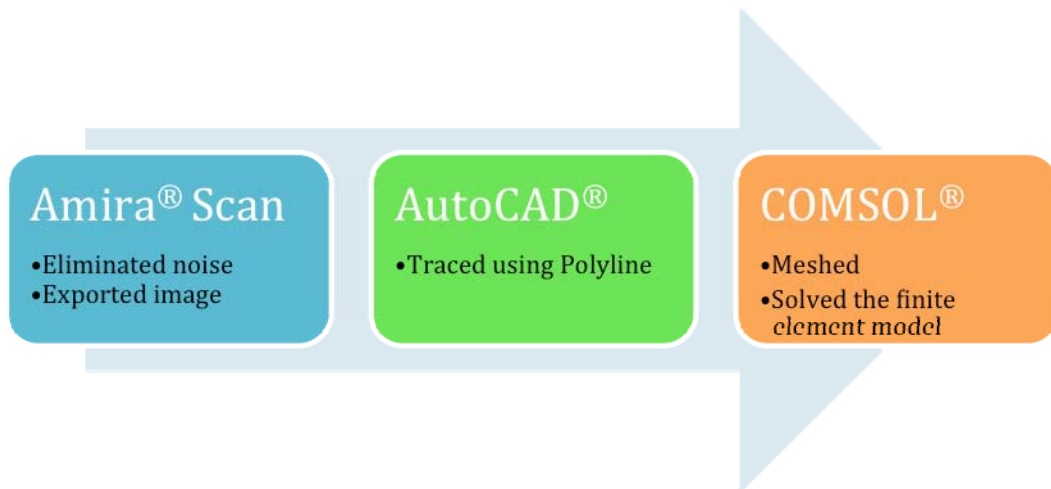 Amira® Scan
•Eliminated noise
•Exported image
AutoCAD®
•Traced using Polyline
COMSOL®
•Meshed
•Solved the finite
element model